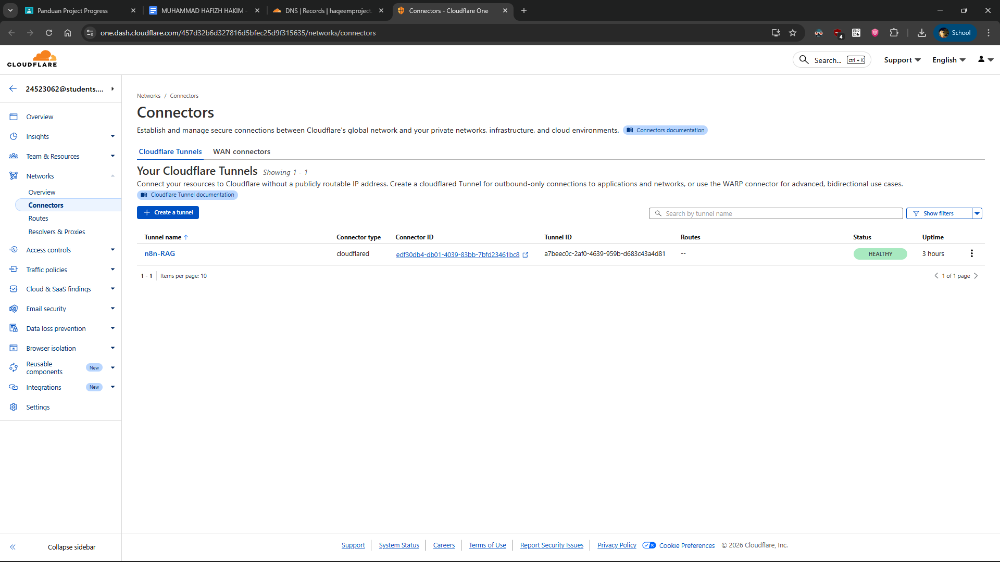 Panduan Project Progress
MUHAMMAD HAFIZH HAKIM -
DNS | Records | haqeemproject.
Connectors - Cloudflare One
one.dash.cloudflare.com/457d32b6d327816d5bfec25d9f315635/networks/connectors
4
School
CLOUDFLARE
Search... ctrl + K
Support
English
24523062@students....
Overview
Insights
Team & Resources
Networks
Overview
Connectors
Routes
Resolvers & Proxies
Access controls
Traffic policies
Cloud & SaaS findings
Email security
Data loss prevention
Browser isolation
Reusable components New
Integrations New
Settings
Collapse sidebar
Networks / Connectors
Connectors
Establish and manage secure connections between Cloudflare's global network and your private networks, infrastructure, and cloud environments. Connectors documentation
Cloudflare Tunnels WAN connectors
Your Cloudflare Tunnels Showing 1 - 1
Connect your resources to Cloudflare without a publicly routable IP address. Create a cloudflared Tunnel for outbound-only connections to applications and networks, or use the WARP connector for advanced, bidirectional use cases.
Cloudflare Tunnel documentation
Create a tunnel
Search by tunnel name
Show filters
Tunnel name Connector type Connector ID Tunnel ID Routes Status Uptime
n8n-RAG cloudflared edf30db4-db01-4039-83bb-7bfd23461bc8 a7beec0c-2af0-4639-959b-d683c43a4d81 -- HEALTHY 3 hours
1 - 1 Items per page: 10 1 of 1 page
Support System Status Careers Terms of Use Report Security Issues Privacy Policy Cookie Preferences © 2026 Cloudflare, Inc.